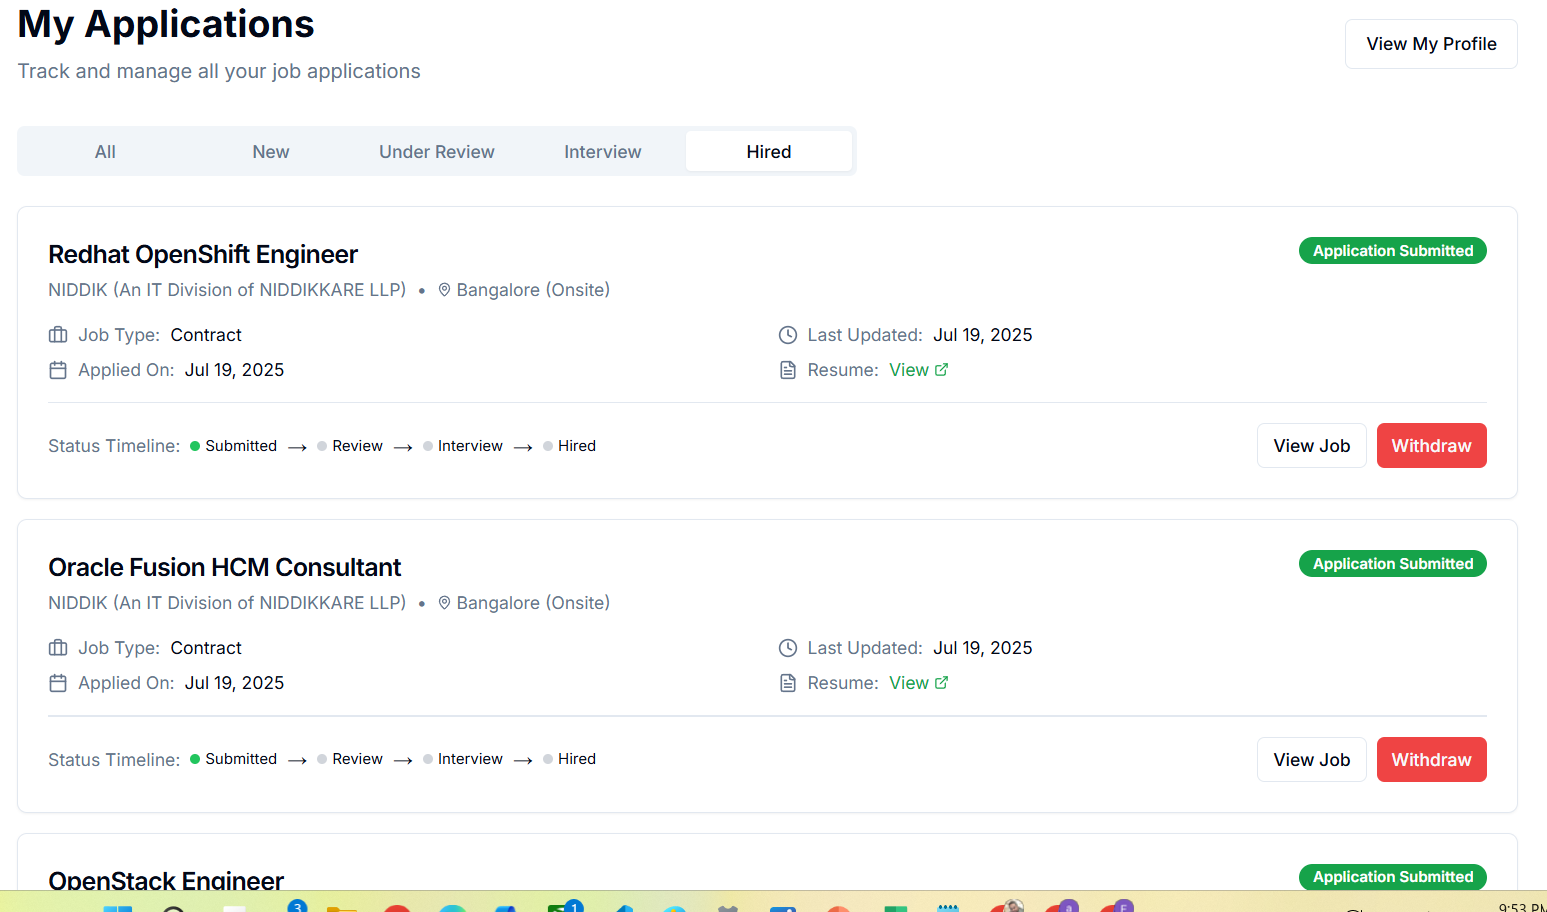 My Applications
View My Profile
Track and manage all your job applications
All New Under Review Interview Hired
Redhat OpenShift Engineer
Application Submitted
NIDDIK (An IT Division of NIDDIKKARE LLP) • Bangalore (Onsite)
Job Type: Contract
Last Updated: Jul 19, 2025
Applied On: Jul 19, 2025
Resume: View
Status Timeline: Submitted → Review → Interview → Hired
View Job Withdraw
Oracle Fusion HCM Consultant
Application Submitted
NIDDIK (An IT Division of NIDDIKKARE LLP) • Bangalore (Onsite)
Job Type: Contract
Last Updated: Jul 19, 2025
Applied On: Jul 19, 2025
Resume: View
Status Timeline: Submitted → Review → Interview → Hired
View Job Withdraw
OpenStack Engineer
Application Submitted
3 1 a F
9:53 PM